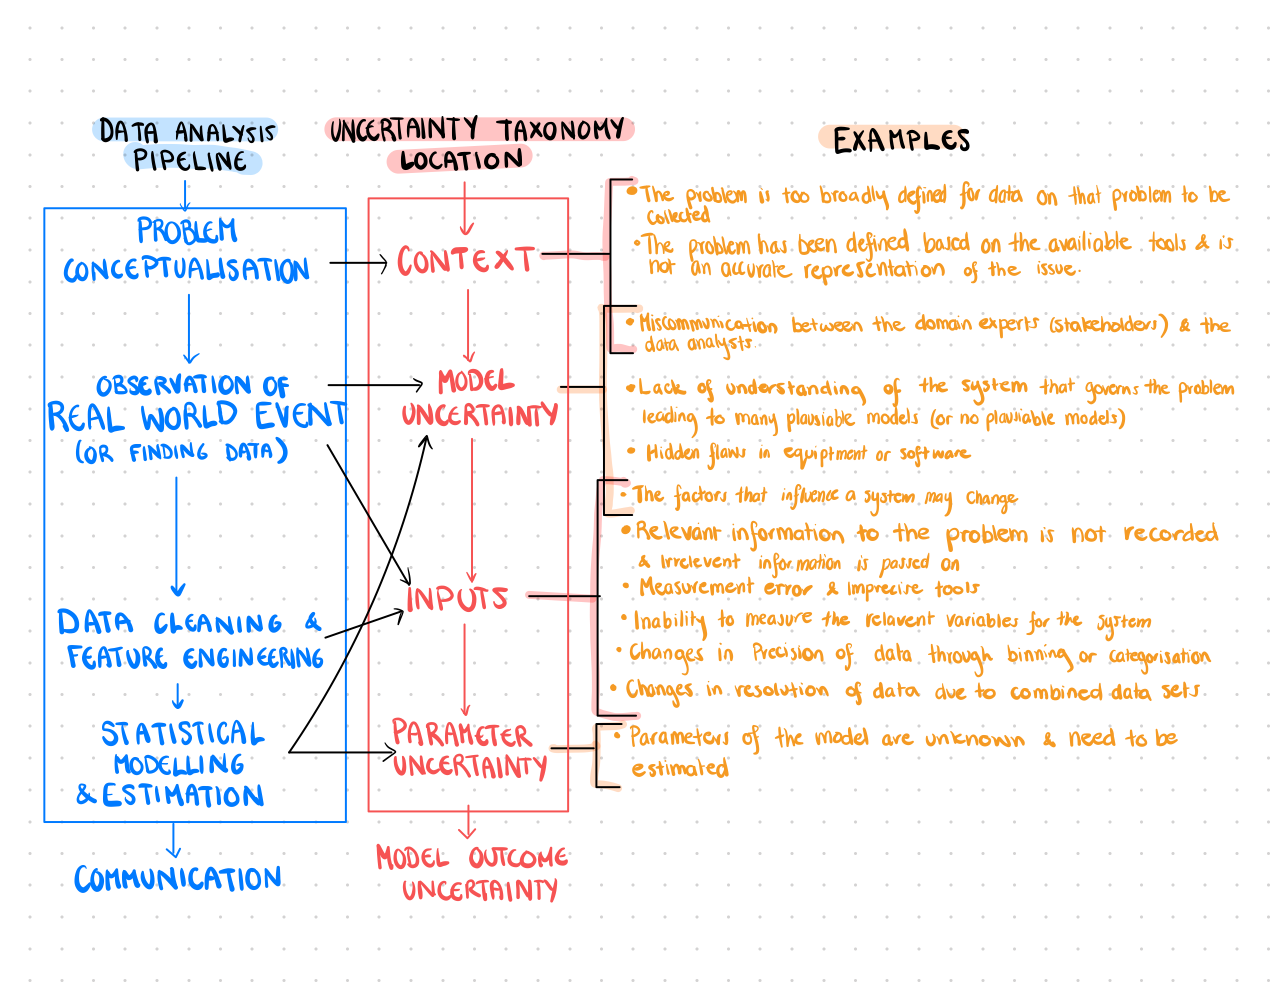 DATA ANALYSIS
PIPELINE
PROBLEM
CONCEPTUALISATION
OBSERVATION OF
REAL WORLD EVENT
(OR FINDING DATA)
DATA CLEANING &
FEATURE ENGINEERING
STATISTICAL
MODELLING
& ESTIMATION
COMMUNICATION
UNCERTAINTY TAXONOMY
LOCATION
CONTEXT
MODEL
UNCERTAINTY
INPUTS
PARAMETER
UNCERTAINTY
MODEL OUTCOME
UNCERTAINTY
EXAMPLES
• The problem is too broadly defined for data on that problem to be
collected
• The problem has been defined based on the availiable tools & is
not an accurate representation of the issue.
• Miscommunication between the domain experts (stakeholders) & the
data analysts
• Lack of understanding of the system that governs the problem
leading to many plausiable models (or no plausiable models)
• Hidden flaws in equiptment or software
• The factors that influence a system may change
• Relevant information to the problem is not recorded
& irrelevent information is passed on
• Measurement error & imprecise tools
• Inability to measure the relavent variables for the system
• Changes in Precision of data through binning or categorisation
• Changes in resolution of data due to combined data sets
• Parameters of the model are unknown & need to be
estimated